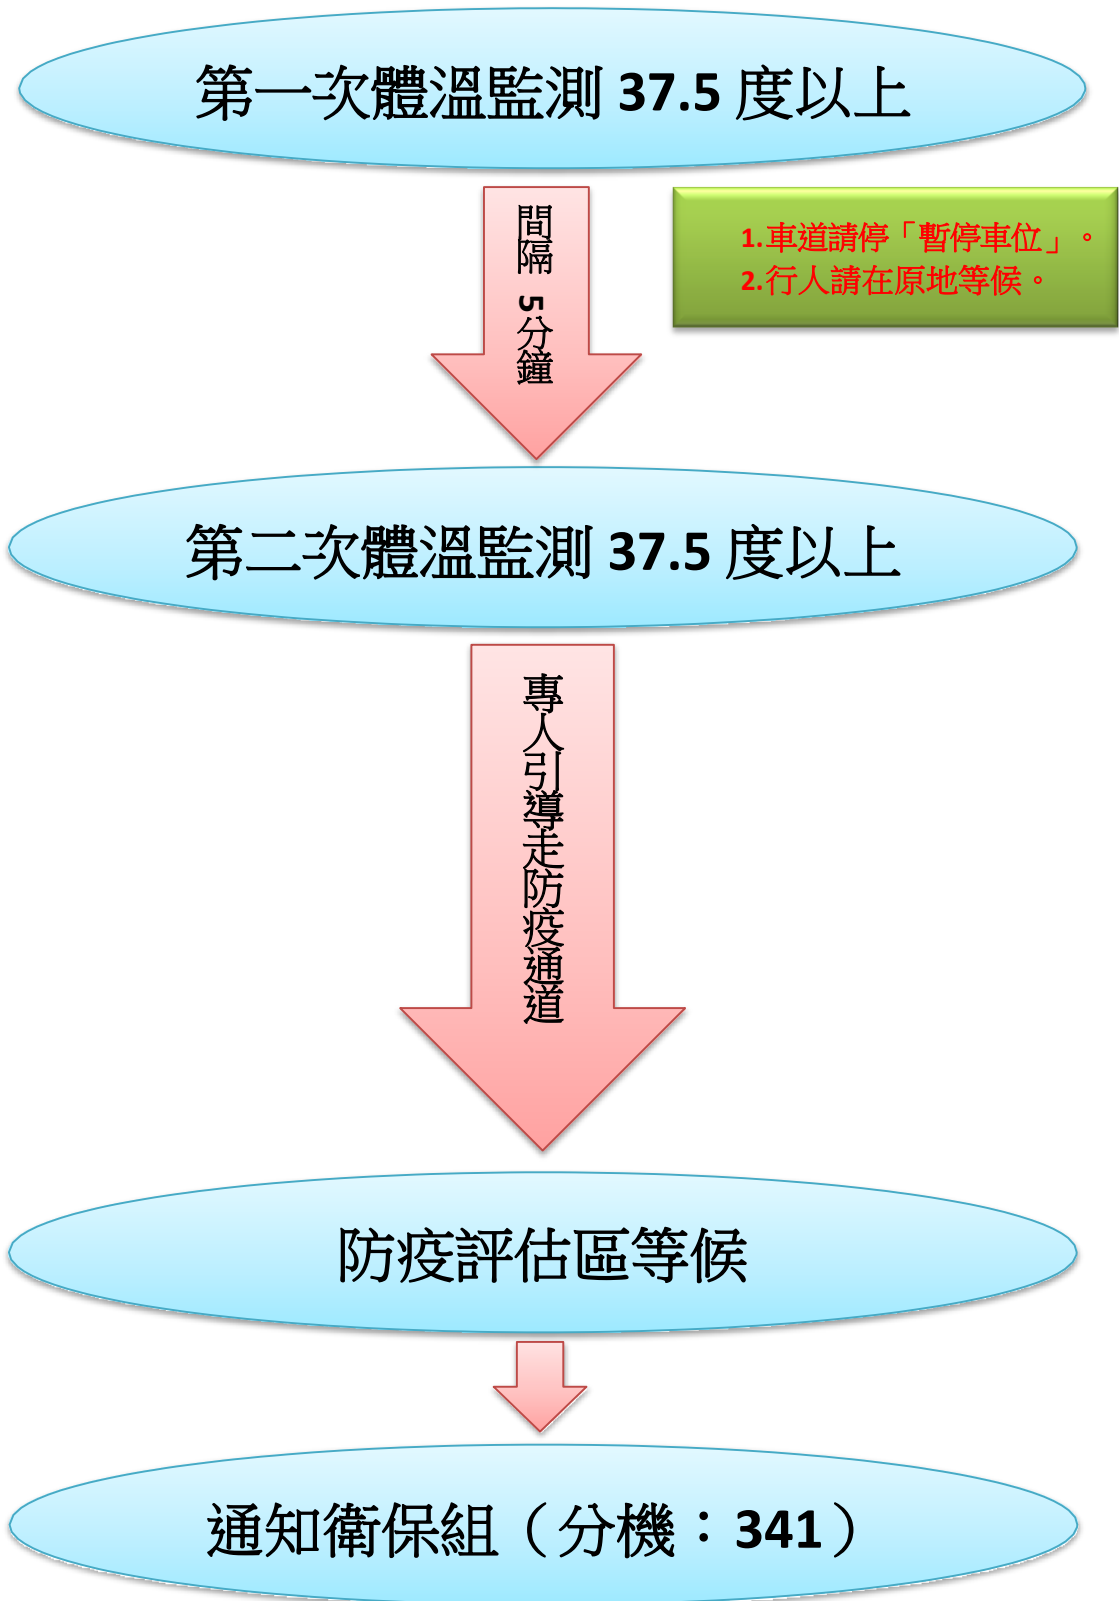 第一次體溫監測 37.5 度以上
間隔 5分鐘
1.車道請停「暫停車位」。
2.行人請在原地等候。
第二次體溫監測 37.5 度以上
專人引導走防疫通道
防疫評估區等候
通知衛保組（分機：341）